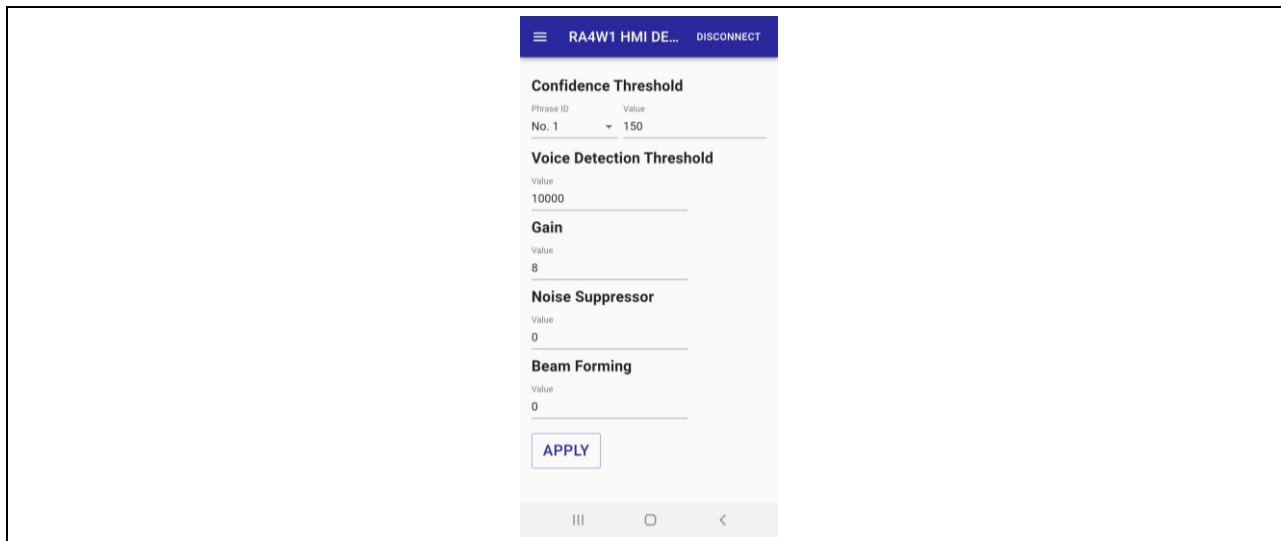 RA4W1 HMI DE... DISCONNECT
Confidence Threshold
Phrase ID Value
No. 1 150
Voice Detection Threshold
Value
10000
Gain
Value
8
Noise Suppressor
Value
0
Beam Forming
Value
0
APPLY